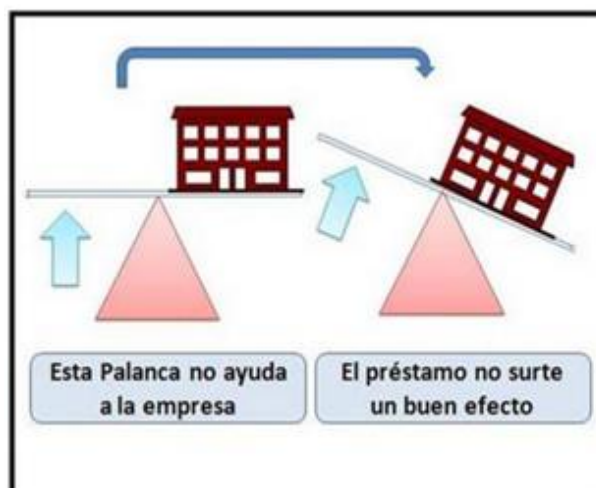 Esta Palanca no ayuda
a la empresa
El préstamo no surte
un buen efecto